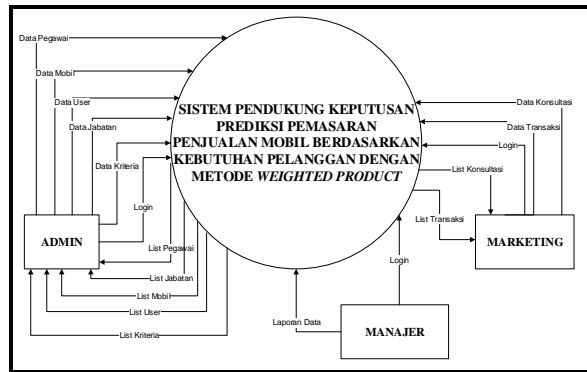 Data Pegawai
Data Mobil
Data User
Data Jabatan
Data Kriteria
Login
ADMIN
List Pegawai
List Jabatan
List Mobil
List User
List Kriteria
SISTEM PENDUKUNG KEPUTUSAN
PREDIKSI PEMASARAN
PENJUALAN MOBIL BERDASARKAN
KEBUTUHAN PELANGGAN DENGAN
METODE WEIGHTED PRODUCT
Data Konsultasi
Data Transaksi
Login
List Konsultasi
List Transaksi
MARKETING
Login
Laporan Data
MANAJER